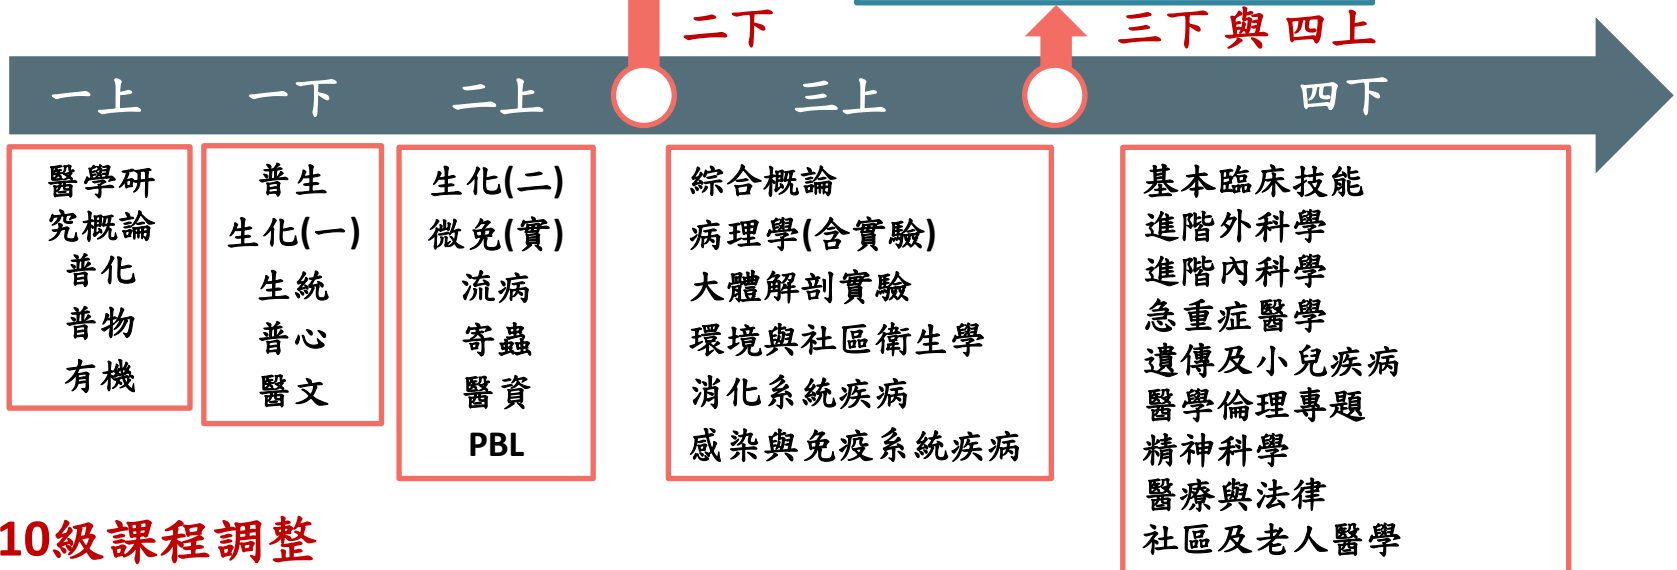 二下
三下 與 四上
一上
一下
二上
三上
四下
醫學研
究概論
普化
普物
有機
普生
生化(一)
生統
普心
醫文
生化(二)
微免(實)
流病
寄蟲
醫資
PBL
綜合概論
病理學(含實驗)
大體解剖實驗
環境與社區衛生學
消化系統疾病
感染與免疫系統疾病
基本臨床技能
進階外科學
進階內科學
急重症醫學
遺傳及小兒疾病
醫學倫理專題
精神科學
醫療與法律
社區及老人醫學
10級課程調整